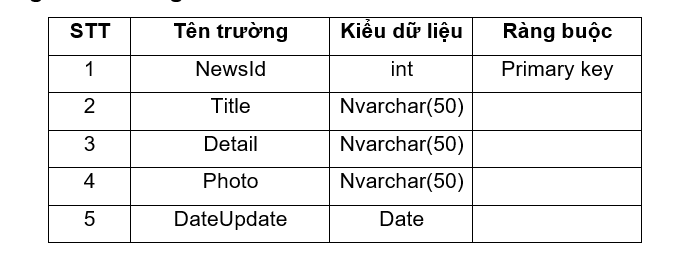 STT Tên trường Kiểu dữ liệu Ràng buộc
1 NewsId int Primary key
2 Title Nvarchar(50)
3 Detail Nvarchar(50)
4 Photo Nvarchar(50)
5 DateUpdate Date